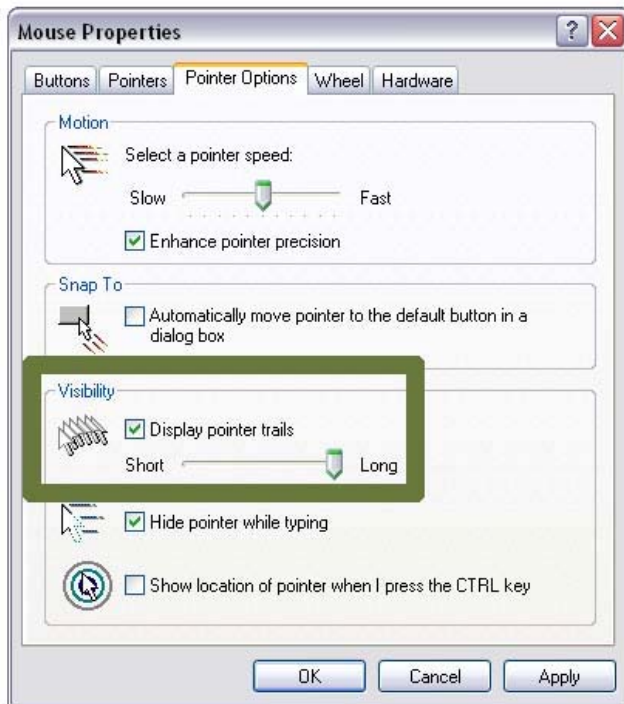 Mouse Properties
Buttons Pointers Pointer Options Wheel Hardware
Motion
Select a pointer speed:
Slow Fast
Enhance pointer precision
Snap To
Automatically move pointer to the default button in a
dialog box
Visibility
Display pointer trails
Short Long
Hide pointer while typing
Show location of pointer when I press the CTRL key
OK Cancel Apply